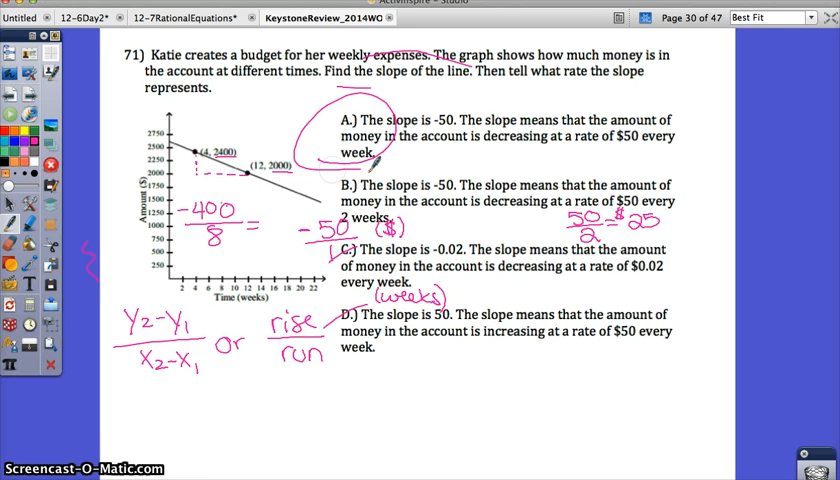 ActivInspire - Studio
Untitled
12-6Day2*
12-7RationalEquations*
KeystoneReview_2014WO
Page 30 of 47
Best Fit
71) Katie creates a budget for her weekly expenses. The graph shows how much money is in
the account at different times. Find the slope of the line. Then tell what rate the slope
represents.
A.) The slope is -50. The slope means that the amount of
money in the account is decreasing at a rate of $50 every
week.
B.) The slope is -50. The slope means that the amount of
money in the account is decreasing at a rate of $50 every
2 weeks.
C.) The slope is -0.02. The slope means that the amount
of money in the account is decreasing at a rate of $0.02
every week.
D.) The slope is 50. The slope means that the amount of
money in the account is increasing at a rate of $50 every
week.
Amount ($)
2750
2500
2250
2000
1750
1500
1250
1000
750
500
250
(4, 2400)
(12, 2000)
2 4 6 8 10 12 14 16 18 20 22
Time (weeks)
-400
8
=
-50 ($)
1
(weeks)
50
2
= $25
Y2-Y1
X2-X1
or
rise
run
Screencast-O-Matic.com